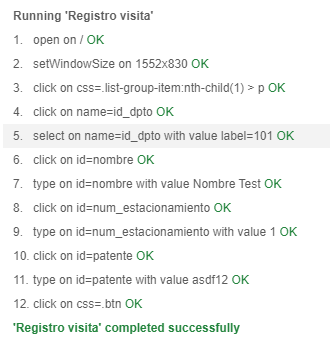 Running 'Registro visita'
1. open on / OK
2. setWindowSize on 1552x830 OK
3. click on css=.list-group-item:nth-child(1) > p OK
4. click on name=id_dpto OK
5. select on name=id_dpto with value label=101 OK
6. click on id=nombre OK
7. type on id=nombre with value Nombre Test OK
8. click on id=num_estacionamiento OK
9. type on id=num_estacionamiento with value 1 OK
10. click on id=patente OK
11. type on id=patente with value asdf12 OK
12. click on css=.btn OK
'Registro visita' completed successfully